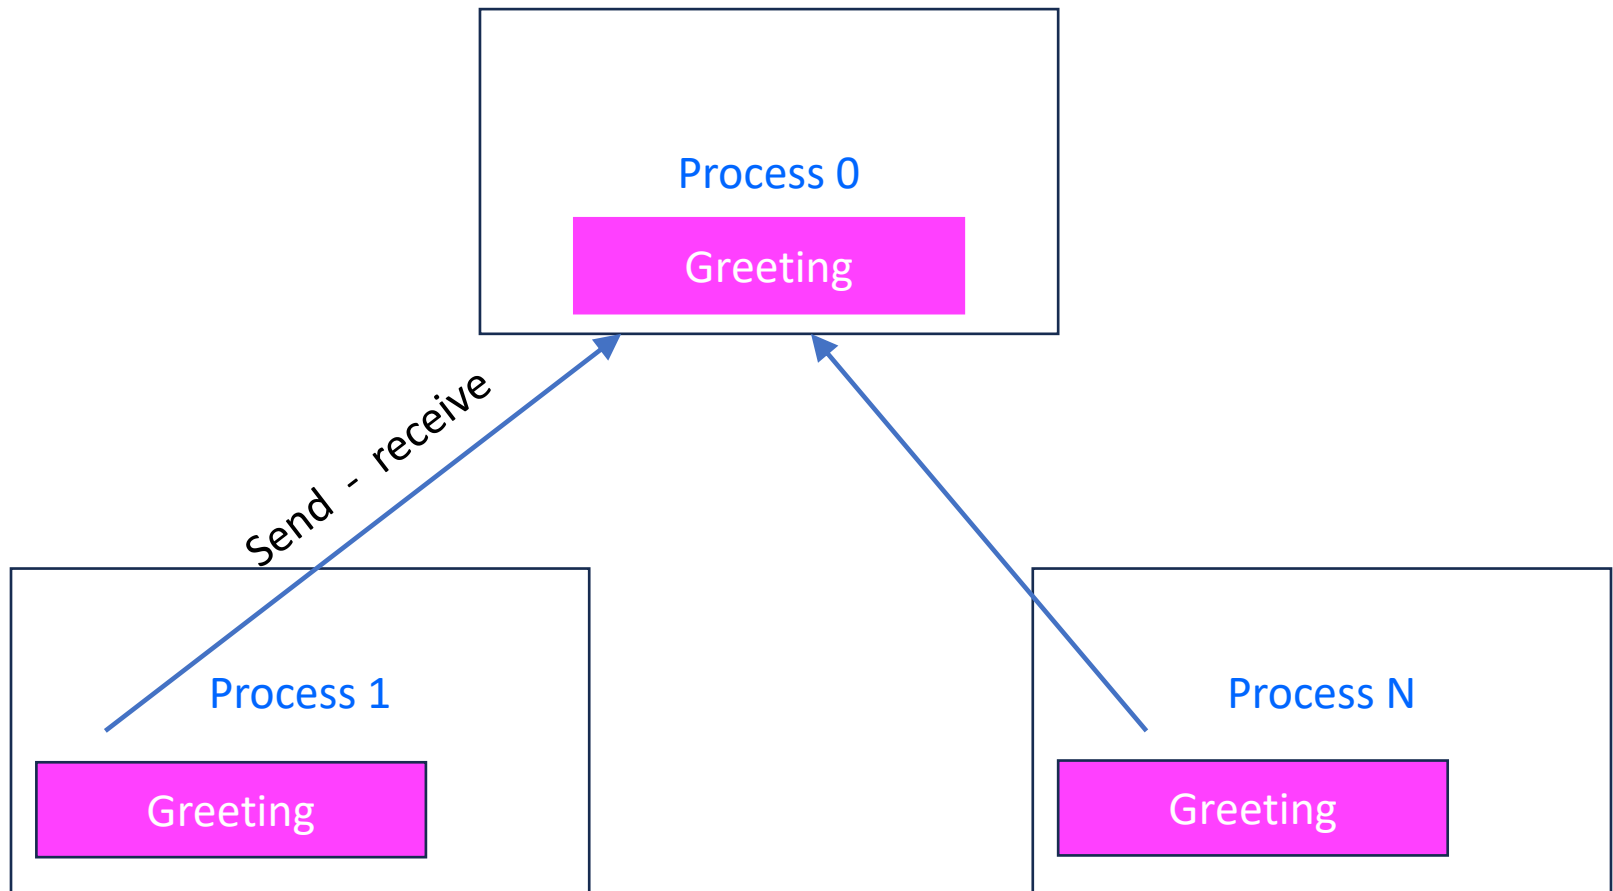 Process 0
Greeting
Send - receive
Process 1
Process N
Greeting
Greeting